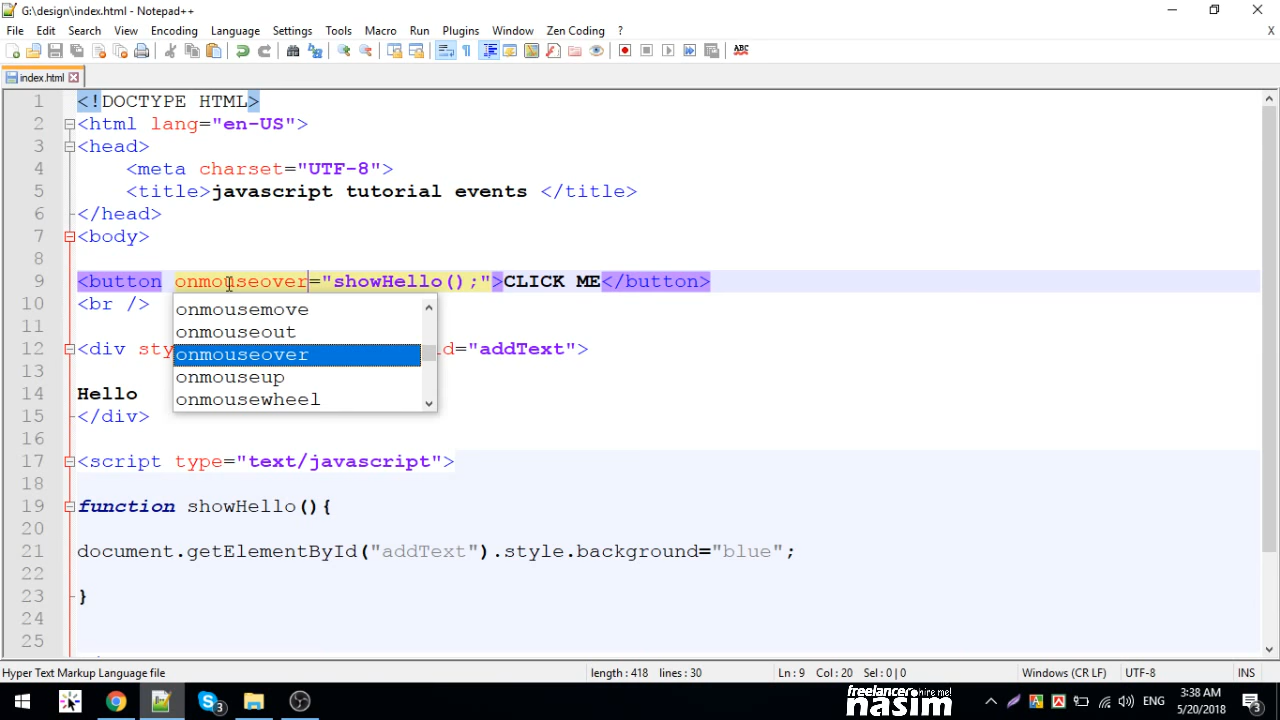 G:\design\index.html - Notepad++
File Edit Search View Encoding Language Settings Tools Macro Run Plugins Window Zen Coding ? X
ABC
index.html
1 <!DOCTYPE HTML>
2 <html lang="en-US">
3 <head>
4 <meta charset="UTF-8">
5 <title>javascript tutorial events </title>
6 </head>
7 <body>
8
9 <button onmouseover="showHello();">CLICK ME</button>
10 <br />
onmousemove
11 onmouseout
12 <div sty d="addText">
onmouseover
13 onmouseup
14 Hello onmousewheel
15 </div>
16
17 <script type="text/javascript">
18
19 function showHello(){
20
21 document.getElementById("addText").style.background="blue";
22
23 }
24
25
Hyper Text Markup Language file length : 418 lines : 30 Ln : 9 Col : 20 Sel : 0 | 0 Windows (CR LF) UTF-8 INS
3 freelancer hire me! nasim ENG 3:38 AM
5/20/2018 3